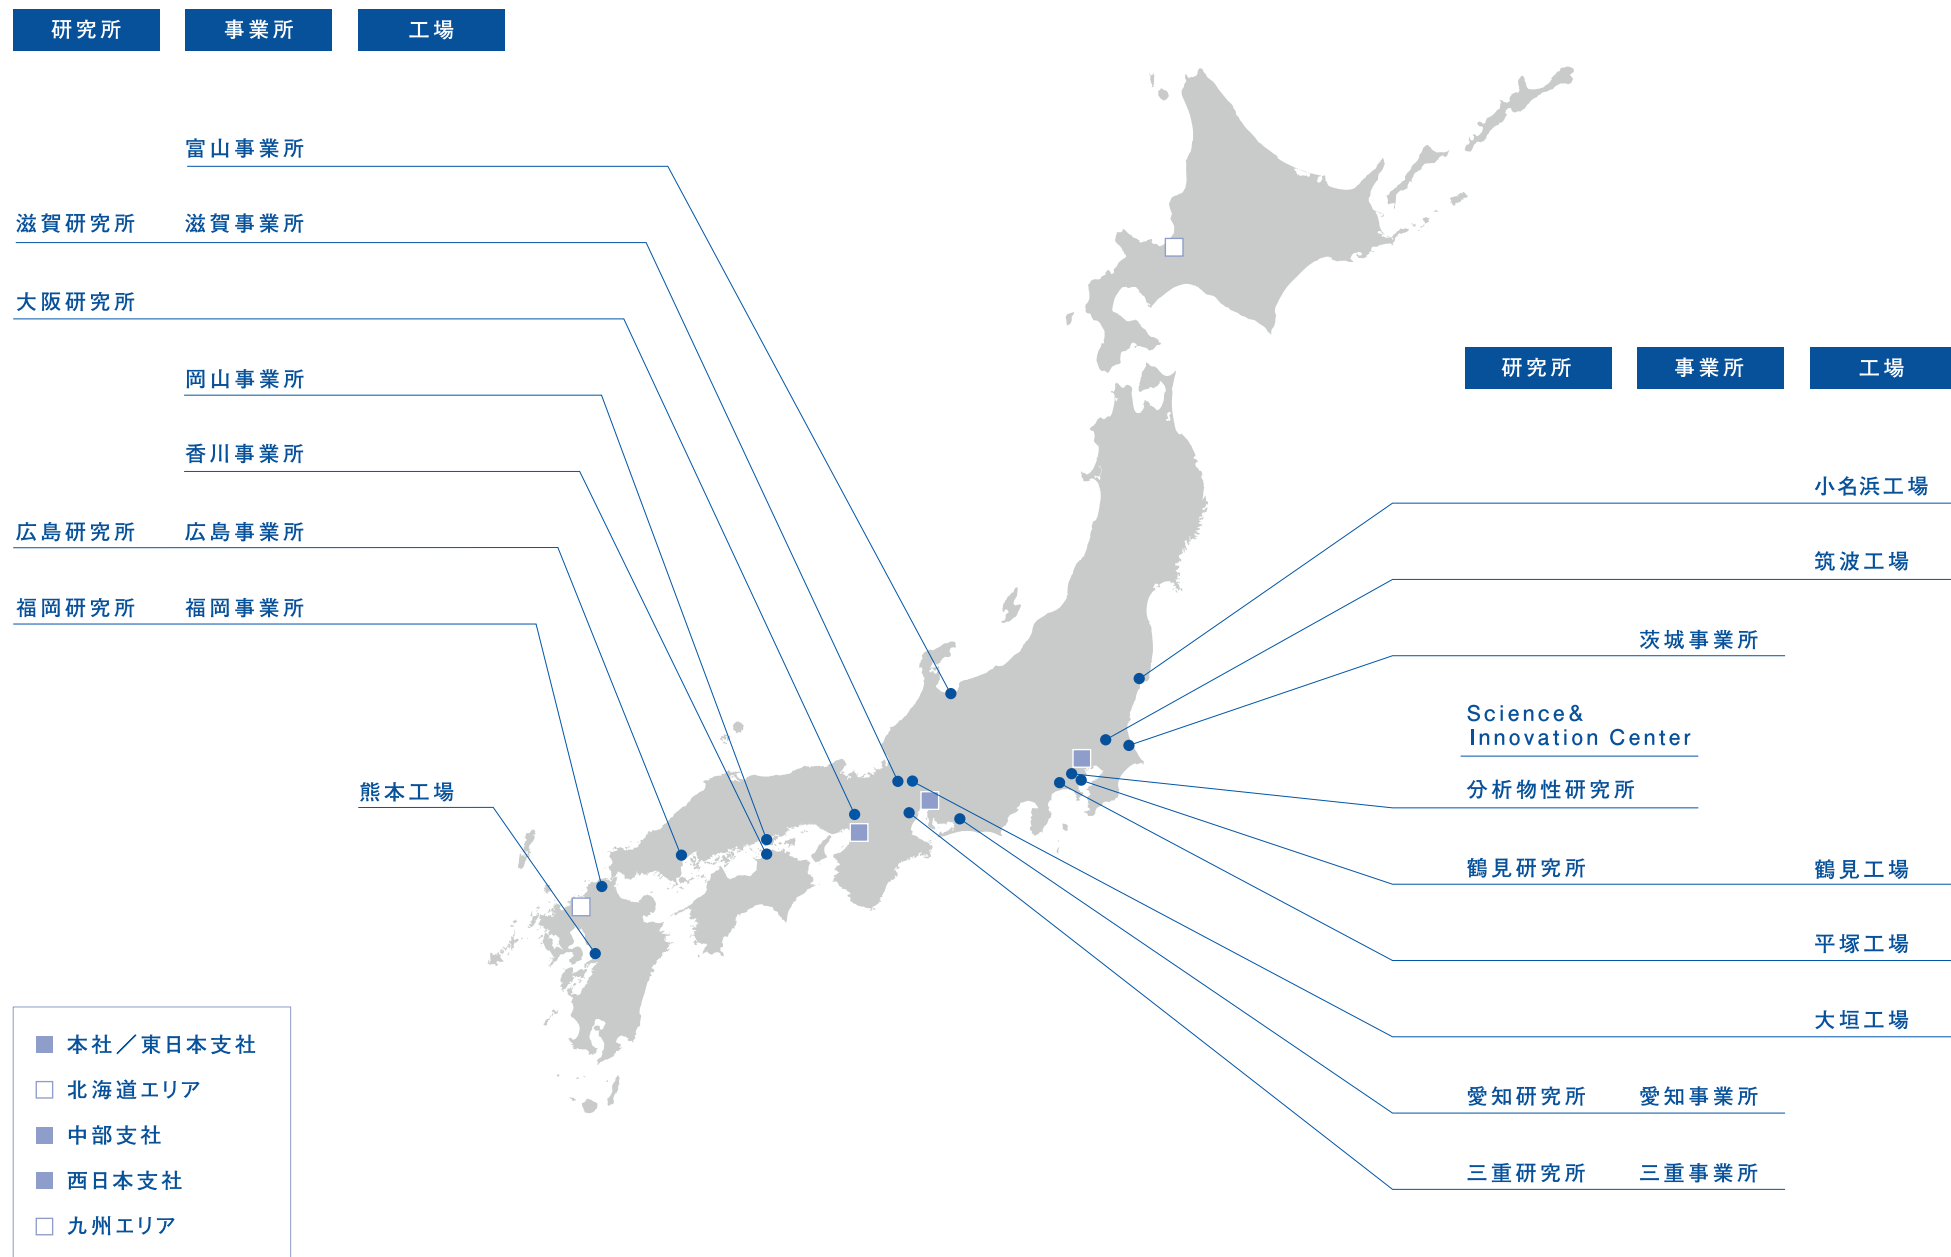 研究所 事業所 工場
富山事業所
滋賀研究所 滋賀事業所
大阪研究所
岡山事業所
香川事業所
広島研究所 広島事業所
福岡研究所 福岡事業所
熊本工場
本社／東日本支社
北海道エリア
中部支社
西日本支社
九州エリア
研究所 事業所 工場
小名浜工場
筑波工場
茨城事業所
Science&
Innovation Center
分析物性研究所
鶴見研究所 鶴見工場
平塚工場
大垣工場
愛知研究所 愛知事業所
三重研究所 三重事業所